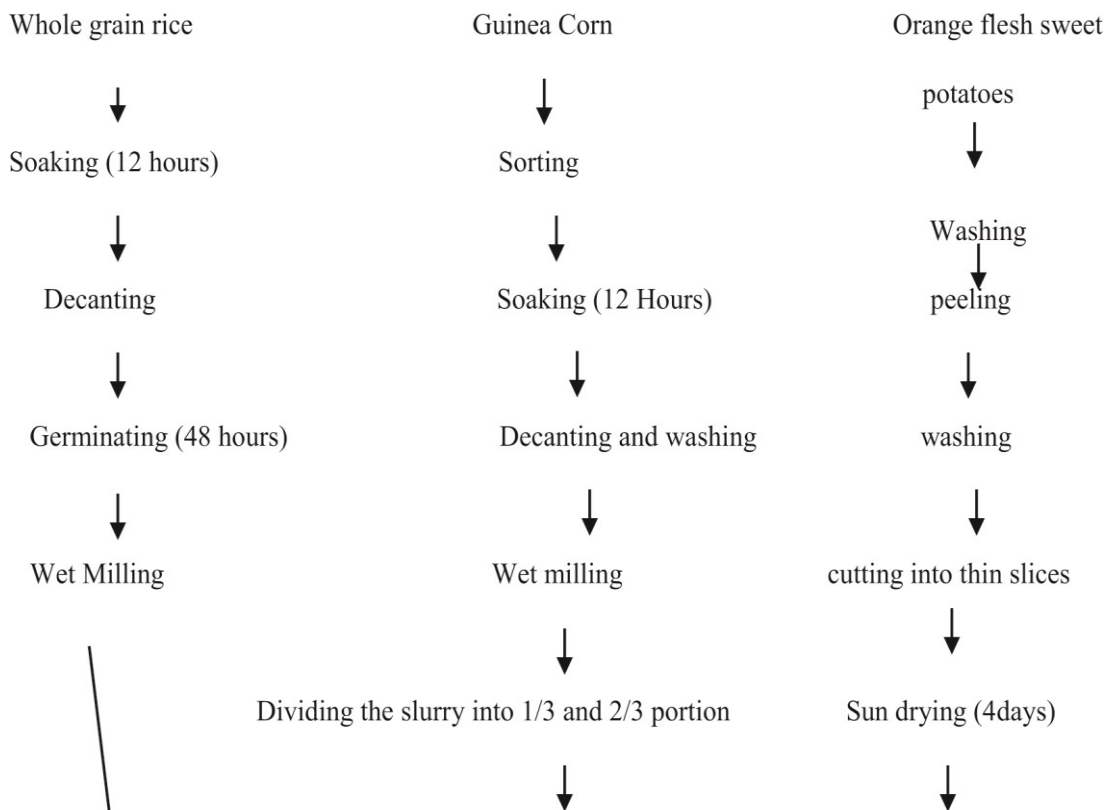 Whole grain rice
Guinea Corn
Orange flesh sweet
potatoes
Soaking (12 hours)
Sorting
Washing
Decanting
Soaking (12 Hours)
peeling
Germinating (48 hours)
Decanting and washing
washing
Wet Milling
Wet milling
cutting into thin slices
Dividing the slurry into 1/3 and 2/3 portion
Sun drying (4days)